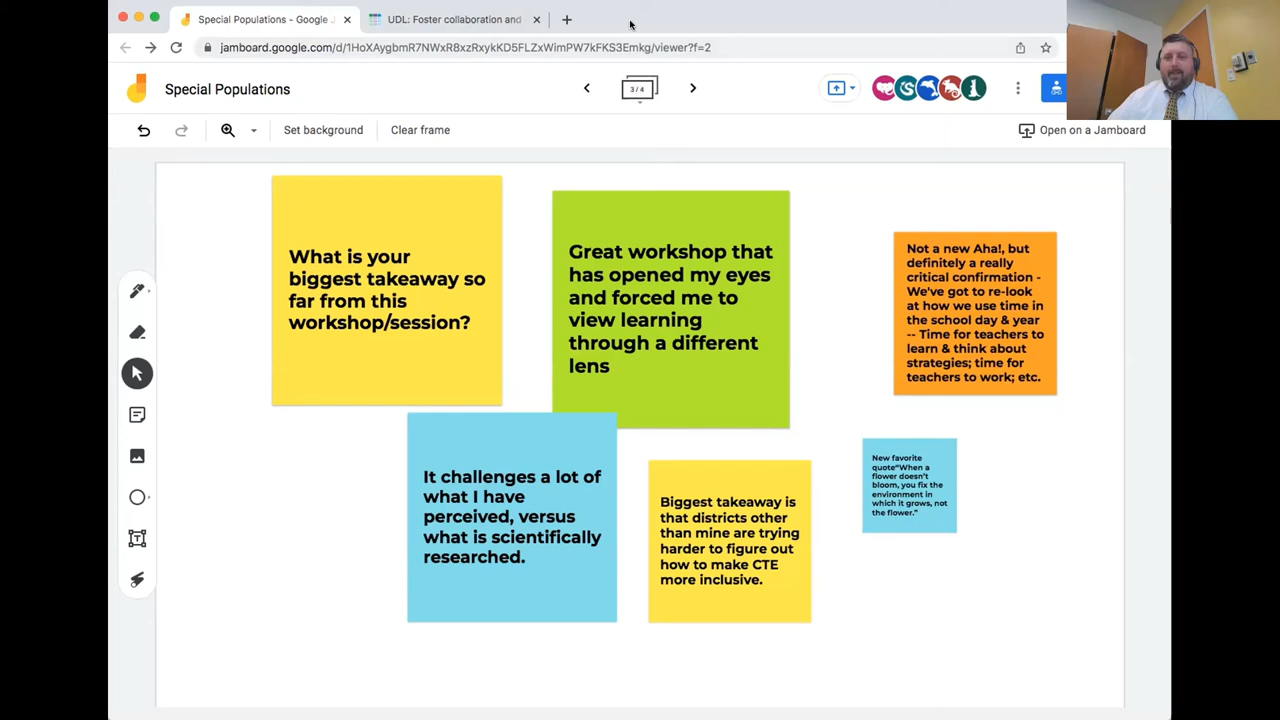 Special Populations - Google J
UDL: Foster collaboration and
jamboard.google.com/d/1HoXAygbmR7NWxR8xzRxykKD5FLZxWimPW7kFKS3Emkg/viewer?f=2
Special Populations
3 / 4
Set background
Clear frame
Open on a Jamboard
What is your
biggest takeaway so
far from this
workshop/session?
Great workshop that
has opened my eyes
and forced me to
view learning
through a different
lens
Not a new Aha!, but
definitely a really
critical confirmation -
We've got to re-look
at how we use time in
the school day & year
-- Time for teachers to
learn & think about
strategies; time for
teachers to work; etc.
It challenges a lot of
what I have
perceived, versus
what is scientifically
researched.
Biggest takeaway is
that districts other
than mine are trying
harder to figure out
how to make CTE
more inclusive.
New favorite
quote“When a
flower doesn’t
bloom, you fix the
environment in
which it grows, not
the flower.”